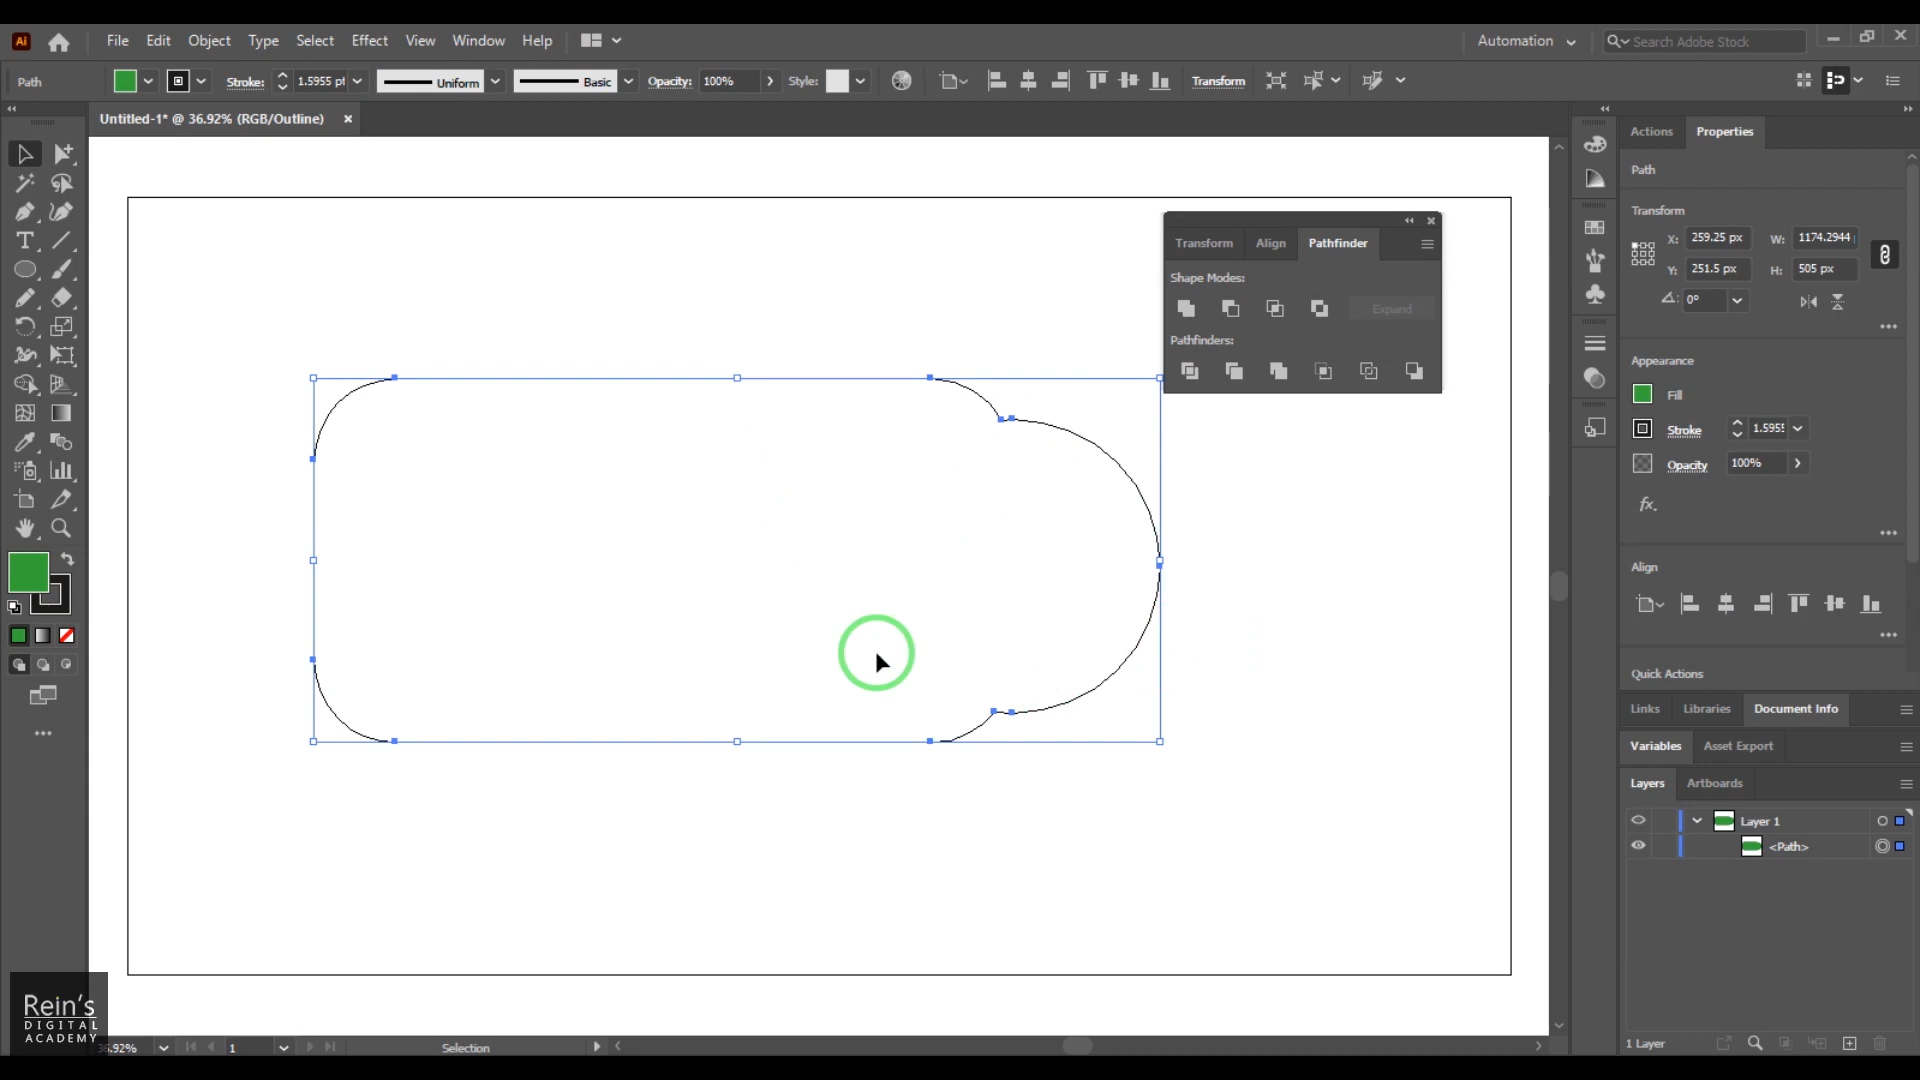 Ai File Edit Object Type Select Effect View Window Help Automation Search Adobe Stock
Path Stroke: 1.5955 pt Uniform Basic Opacity: 100% Style: Transform
Untitled-1* @ 36.92% (RGB/Outline)
Actions Properties
Path
Transform
X: 259.25 px W: 1174.2944
Y: 251.5 px H: 505 px
0°
Appearance
Fill
Stroke 1.5955
Opacity 100%
fx
Align
Quick Actions
Links Libraries Document Info
Variables Asset Export
Layers Artboards
Layer 1
<Path>
1 Layer
Transform Align Pathfinder
Shape Modes:
Expand
Pathfinders:
Rein's
DIGITAL
ACADEMY
36.92% 1 Selection